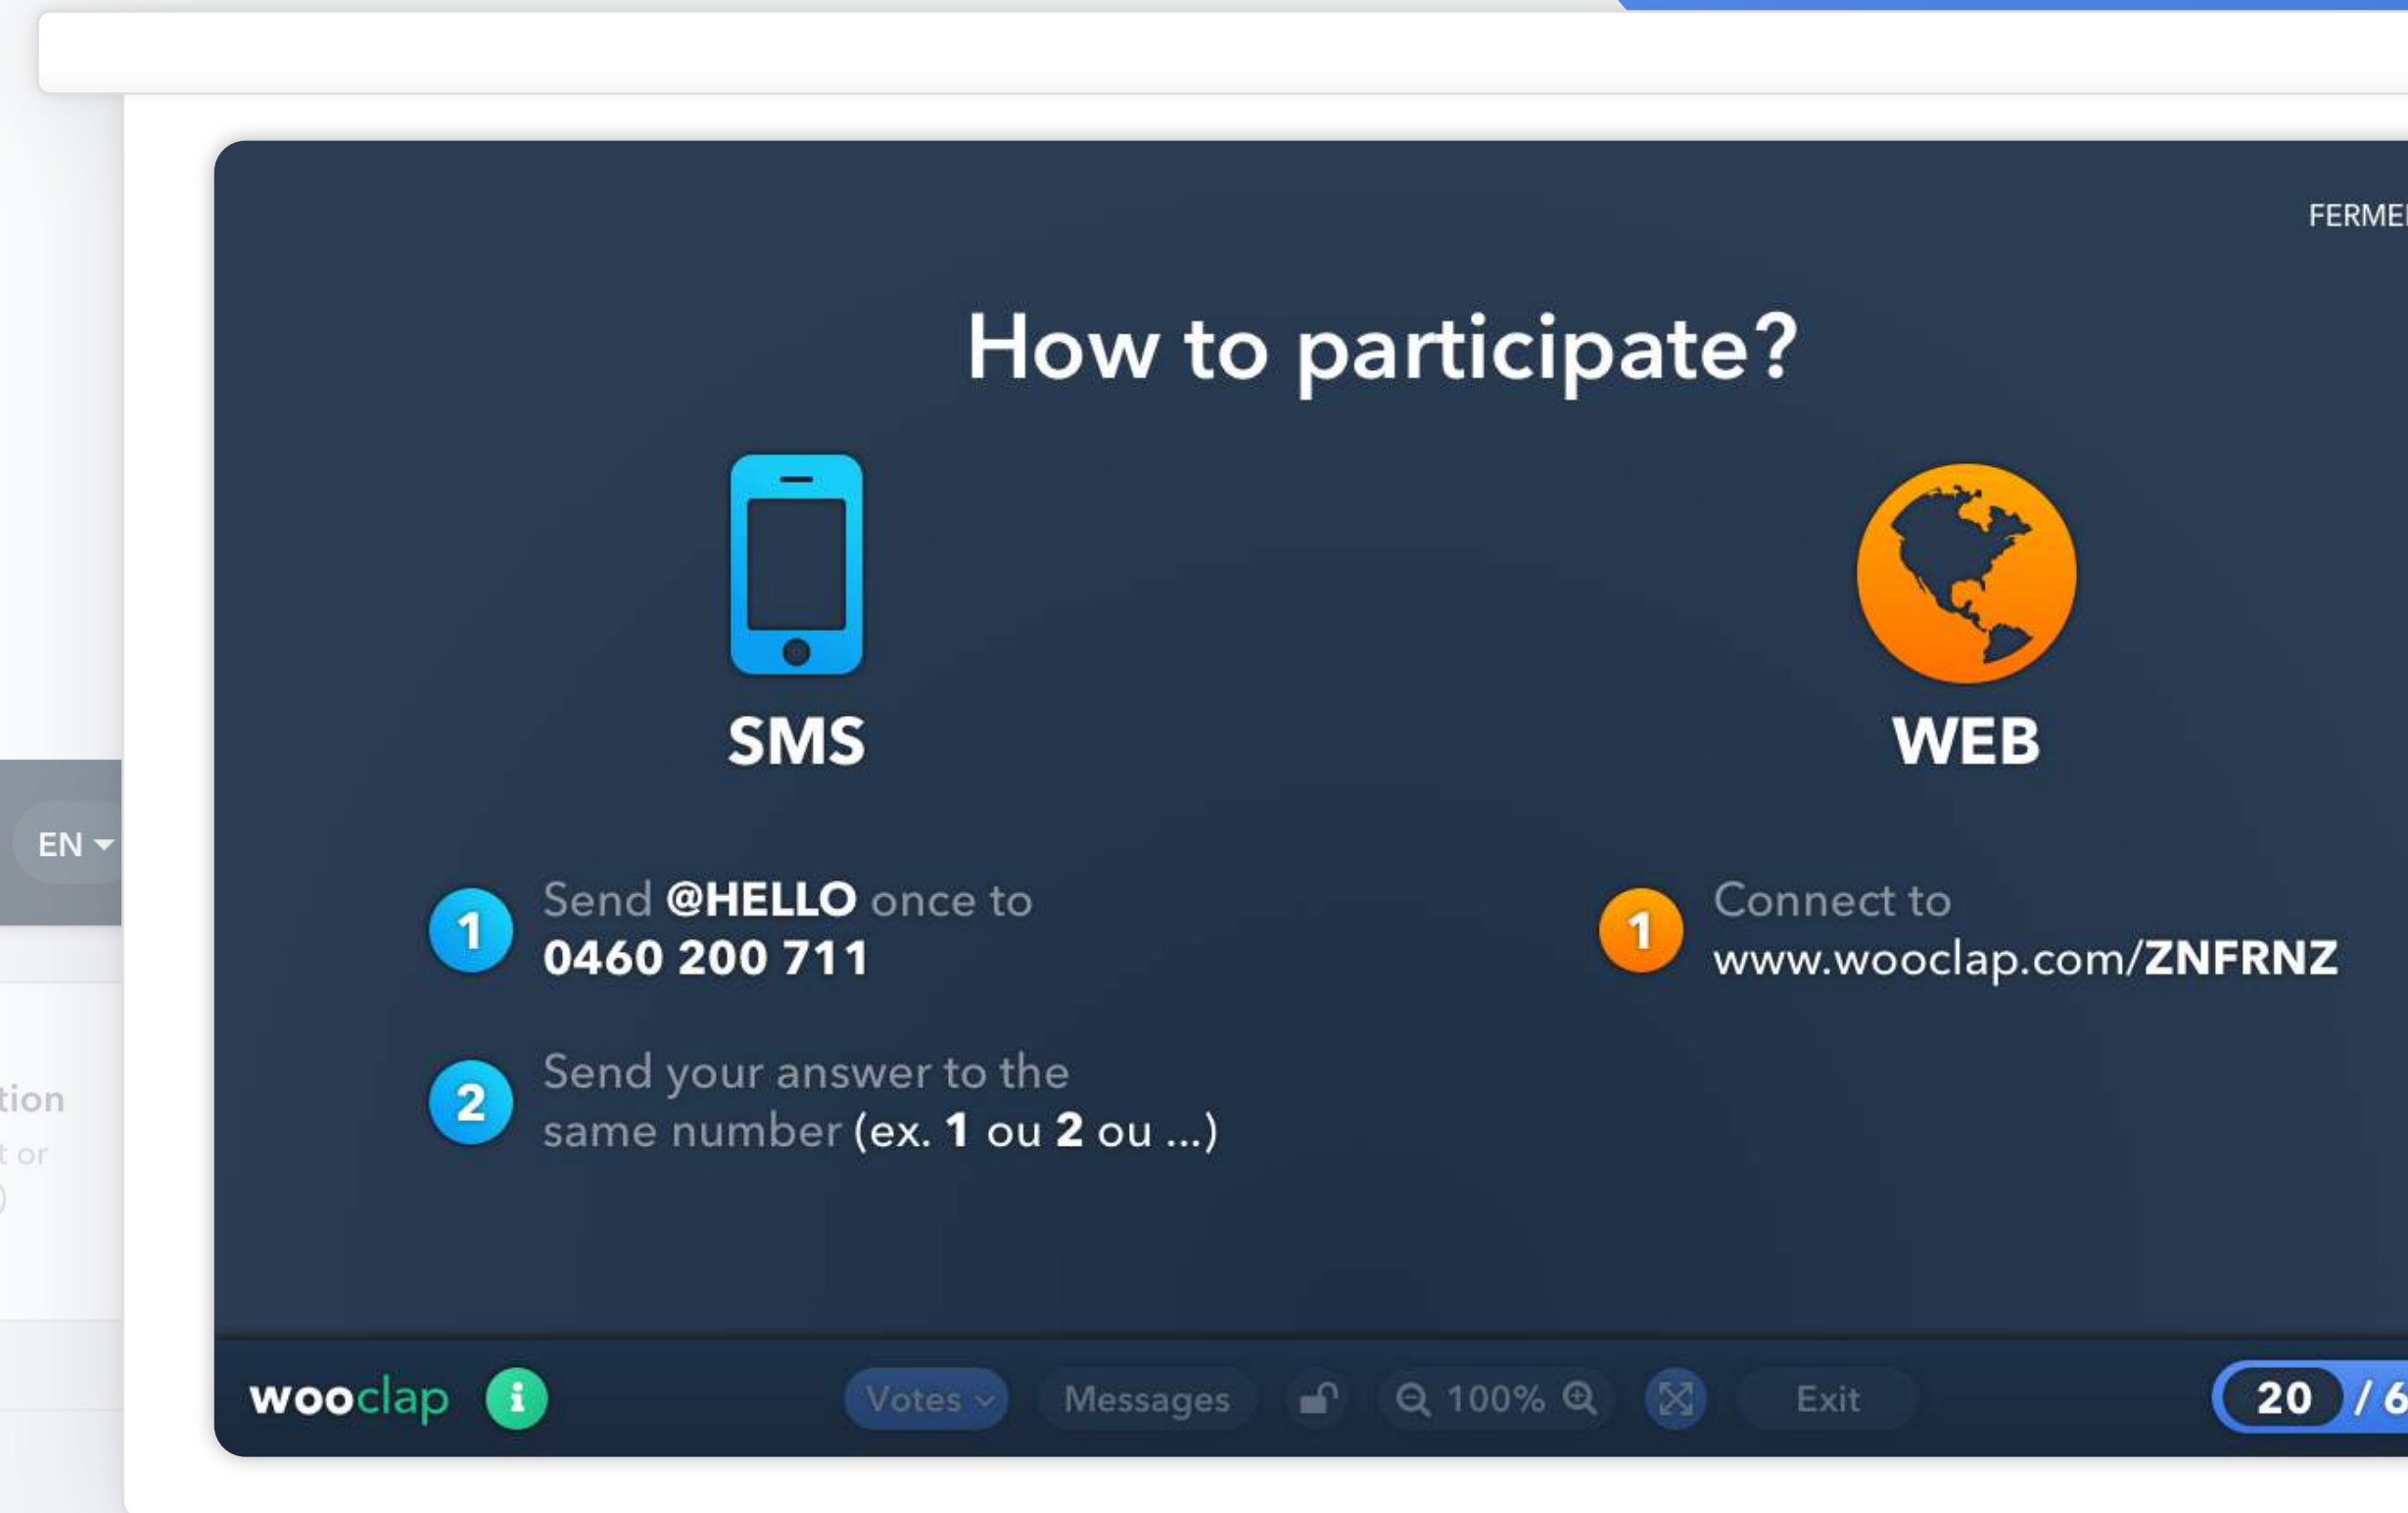 How to participate?
SMS
WEB
EN
1
Send @HELLO once to
0460 200 711
2
Send your answer to the
same number (ex. 1 ou 2 ou ...)
1
Connect to
www.wooclap.com/ZNFRNZ
tion
t or
)
wooclap
i
Votes
Messages
100%
Exit
20 / 6